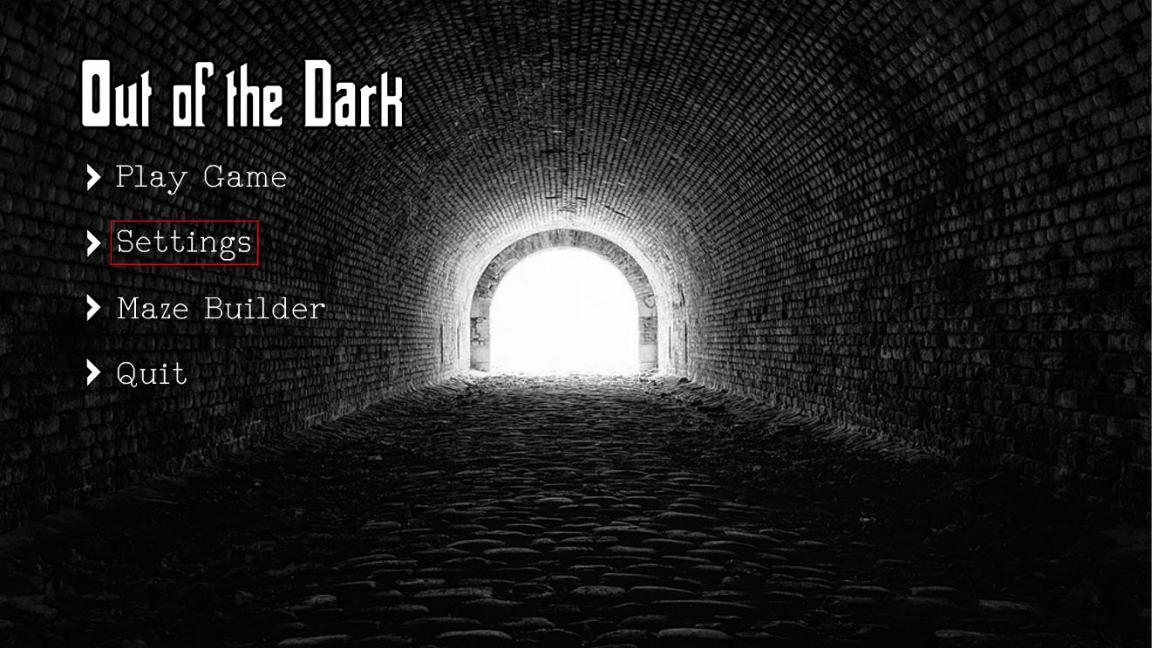 Out of the Dark
Play Game
Settings
Maze Builder
Quit